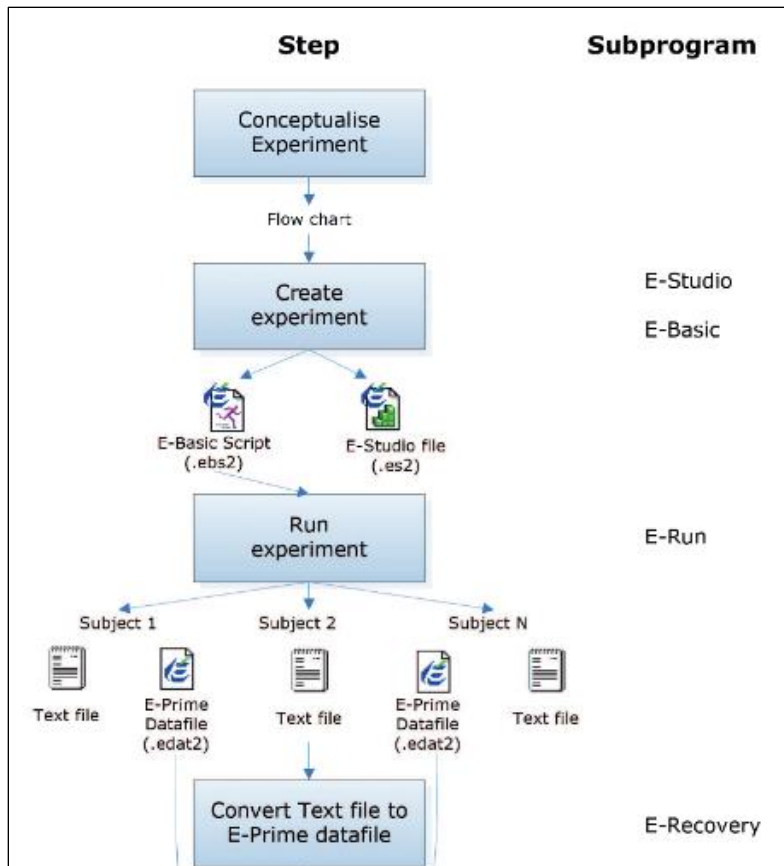 Step Subprogram
Conceptualise
Experiment
Flow chart
Create
experiment
E-Studio
E-Basic
E-Basic Script
(.ebs2)
E-Studio file
(.es2)
Run
experiment
E-Run
Subject 1 Subject 2 Subject N
Text file
E-Prime
Datafile
(.edat2)
Text file
E-Prime
Datafile
(.edat2)
Text file
Convert Text file to
E-Prime datafile
E-Recovery